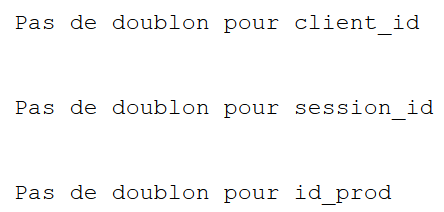 Pas de doublon pour client_id
Pas de doublon pour session_id
Pas de doublon pour id_prod